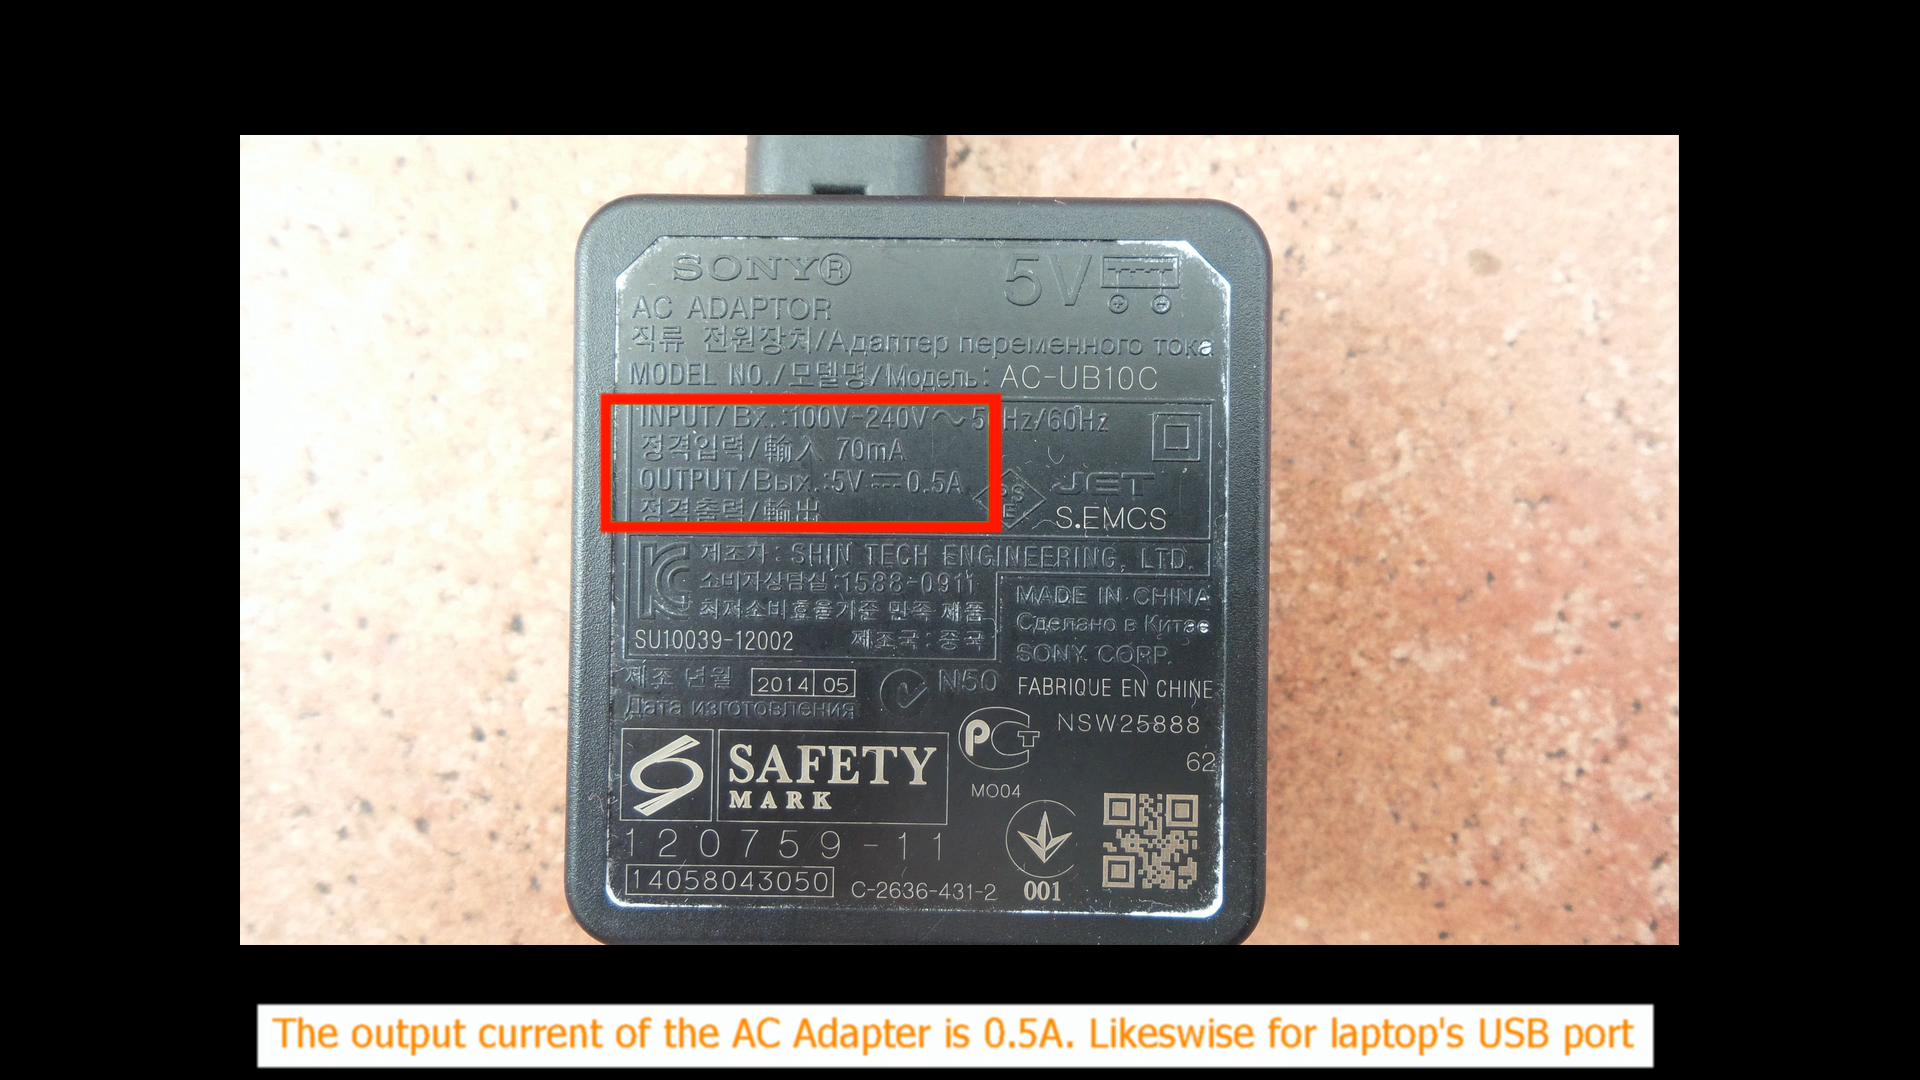 SONY® 5V
AC ADAPTOR
직류 전원장치/Адаптер переменного тока
MODEL NO./모델명/Модель: AC-UB10C
INPUT/Вх.:100V-240V～5 Hz/60Hz
정격입력/輸入 70mA
OUTPUT/Вых.:5V⎓0.5A
정격출력/輸出
PS
E
JET
S.EMCS
제조자: SHIN TECH ENGINEERING, LTD.
소비자상담실:1588-0911
최저소비효율기준 만족 제품
SU10039-12002 제조국:중국
MADE IN CHINA
Сделано в Китае
SONY CORP.
FABRIQUE EN CHINE
제조 년월 2014 05 N50
Дата изготовления
NSW25888
62
SAFETY
MARK
PCT
MO04
120759-11
14058043050 C-2636-431-2 001
The output current of the AC Adapter is 0.5A. Likeswise for laptop's USB port